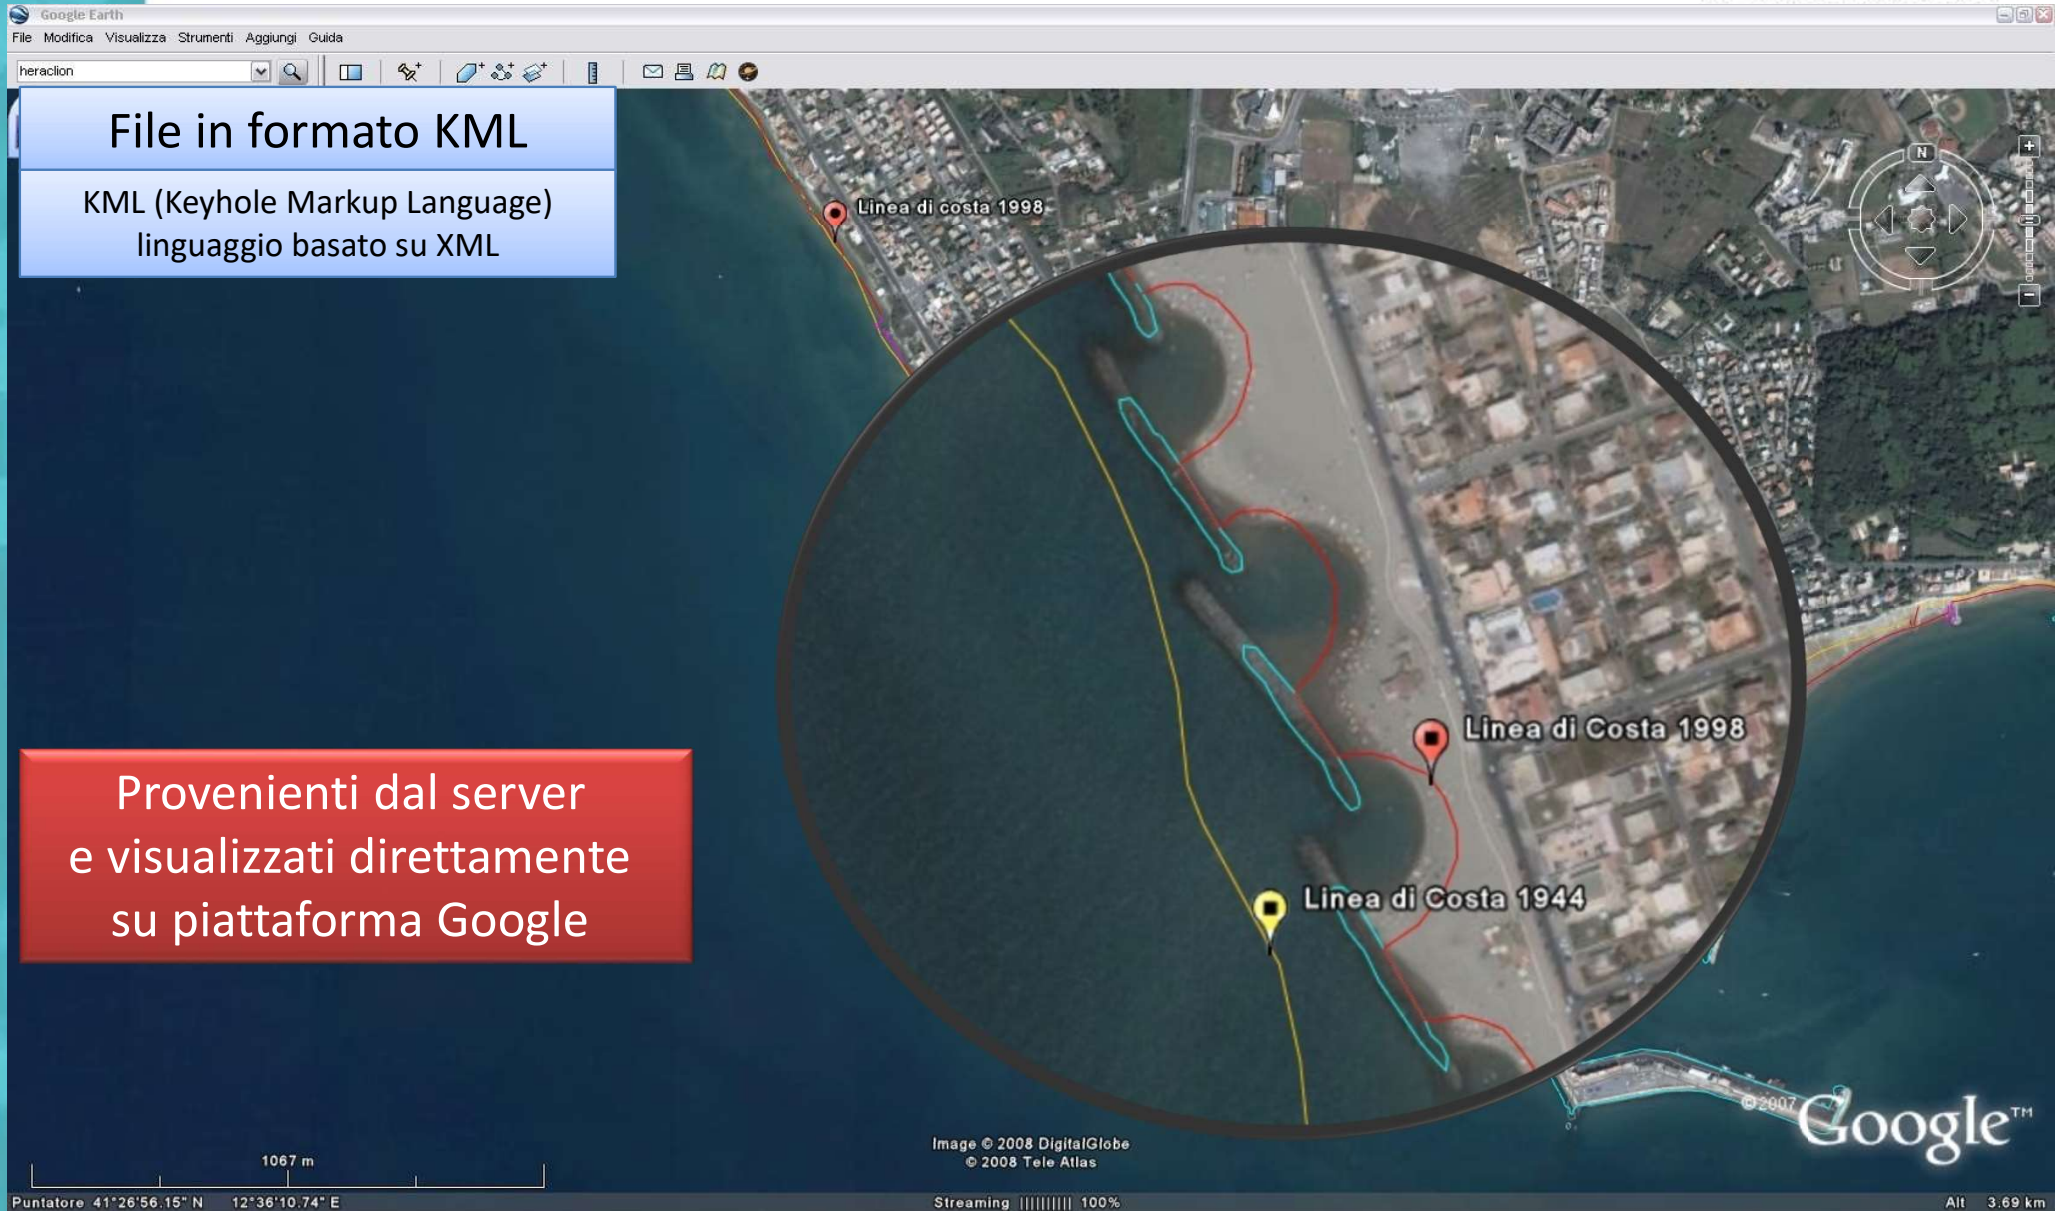 Google Earth
File Modifica Visualizza Strumenti Aggiungi Guida
heraclion
File in formato KML
KML (Keyhole Markup Language)
linguaggio basato su XML
N
Linea di costa 1998
Linea di Costa 1998
Provenienti dal server
e visualizzati direttamente
su piattaforma Google
Linea di Costa 1944
©2007 Google™
Image © 2008 DigitalGlobe
© 2008 Tele Atlas
1067 m
Puntatore 41°26'56.15" N 12°36'10.74" E
Streaming |||||||||| 100%
Alt 3.69 km